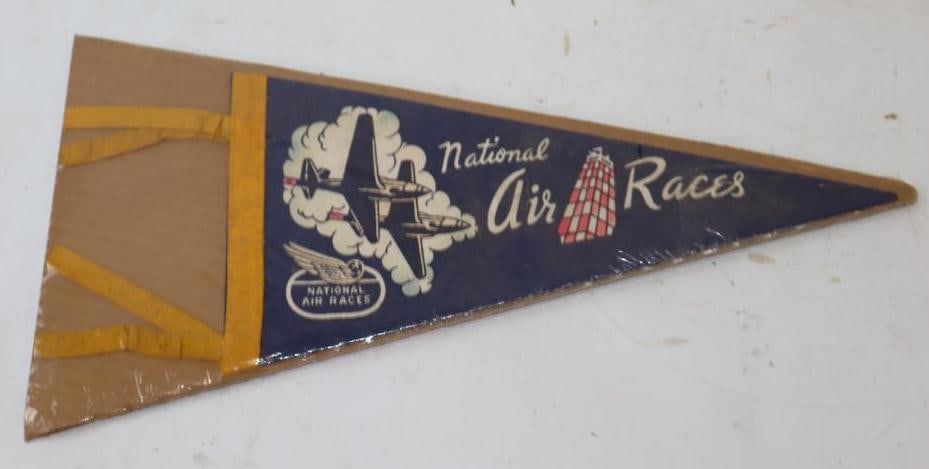 National
Air Races
NATIONAL
AIR RACES